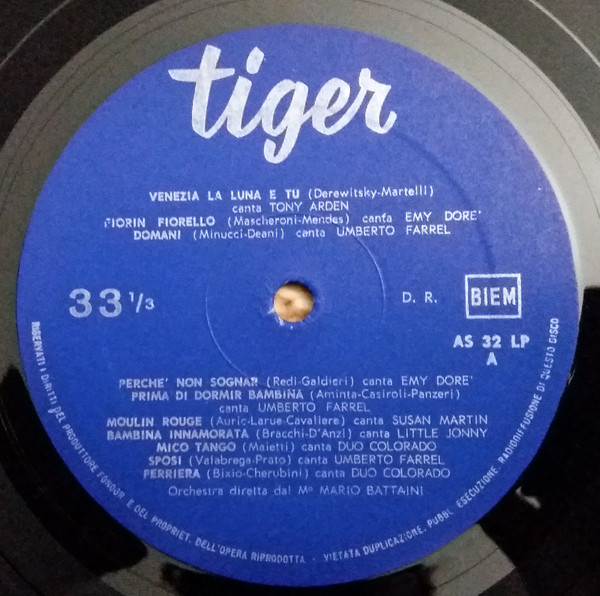 tiger
VENEZIA LA LUNA E TU (Derewitsky-Martelli)
canta TONY ARDEN
FIORIN FIORELLO (Mascheroni-Mendes) canta EMY DORE'
DOMANI (Minucci-Deani) canta UMBERTO FARREL
33 1/3
D. R.
BIEM
AS 32 LP
A
PERCHE' NON SOGNAR (Redi-Galdieri) canta EMY DORE'
PRIMA DI DORMIR BAMBINA (Aminta-Casiroli-Panzeri)
canta UMBERTO FARREL
MOULIN ROUGE (Auric-Larue-Cavaliere) canta SUSAN MARTIN
BAMBINA INNAMORATA (Bracchi-D'Anzi) canta LITTLE JONNY
MICO TANGO (Maietti) canta DUO COLORADO
SPOSI (Valabrega-Prato) canta UMBERTO FARREL
FERRIERA (Bixio-Cherubini) canta DUO COLORADO
Orchestra diretta dal Mº MARIO BATTAINI
RISERVATI I DIRITTI DEL PRODUTTORE FONOGR. E DEL PROPRIET. DELL'OPERA RIPRODOTTA - VIETATA DUPLICAZIONE, PUBBL. ESECUZIONE, RADIODIFFUSIONE DI QUESTO DISCO